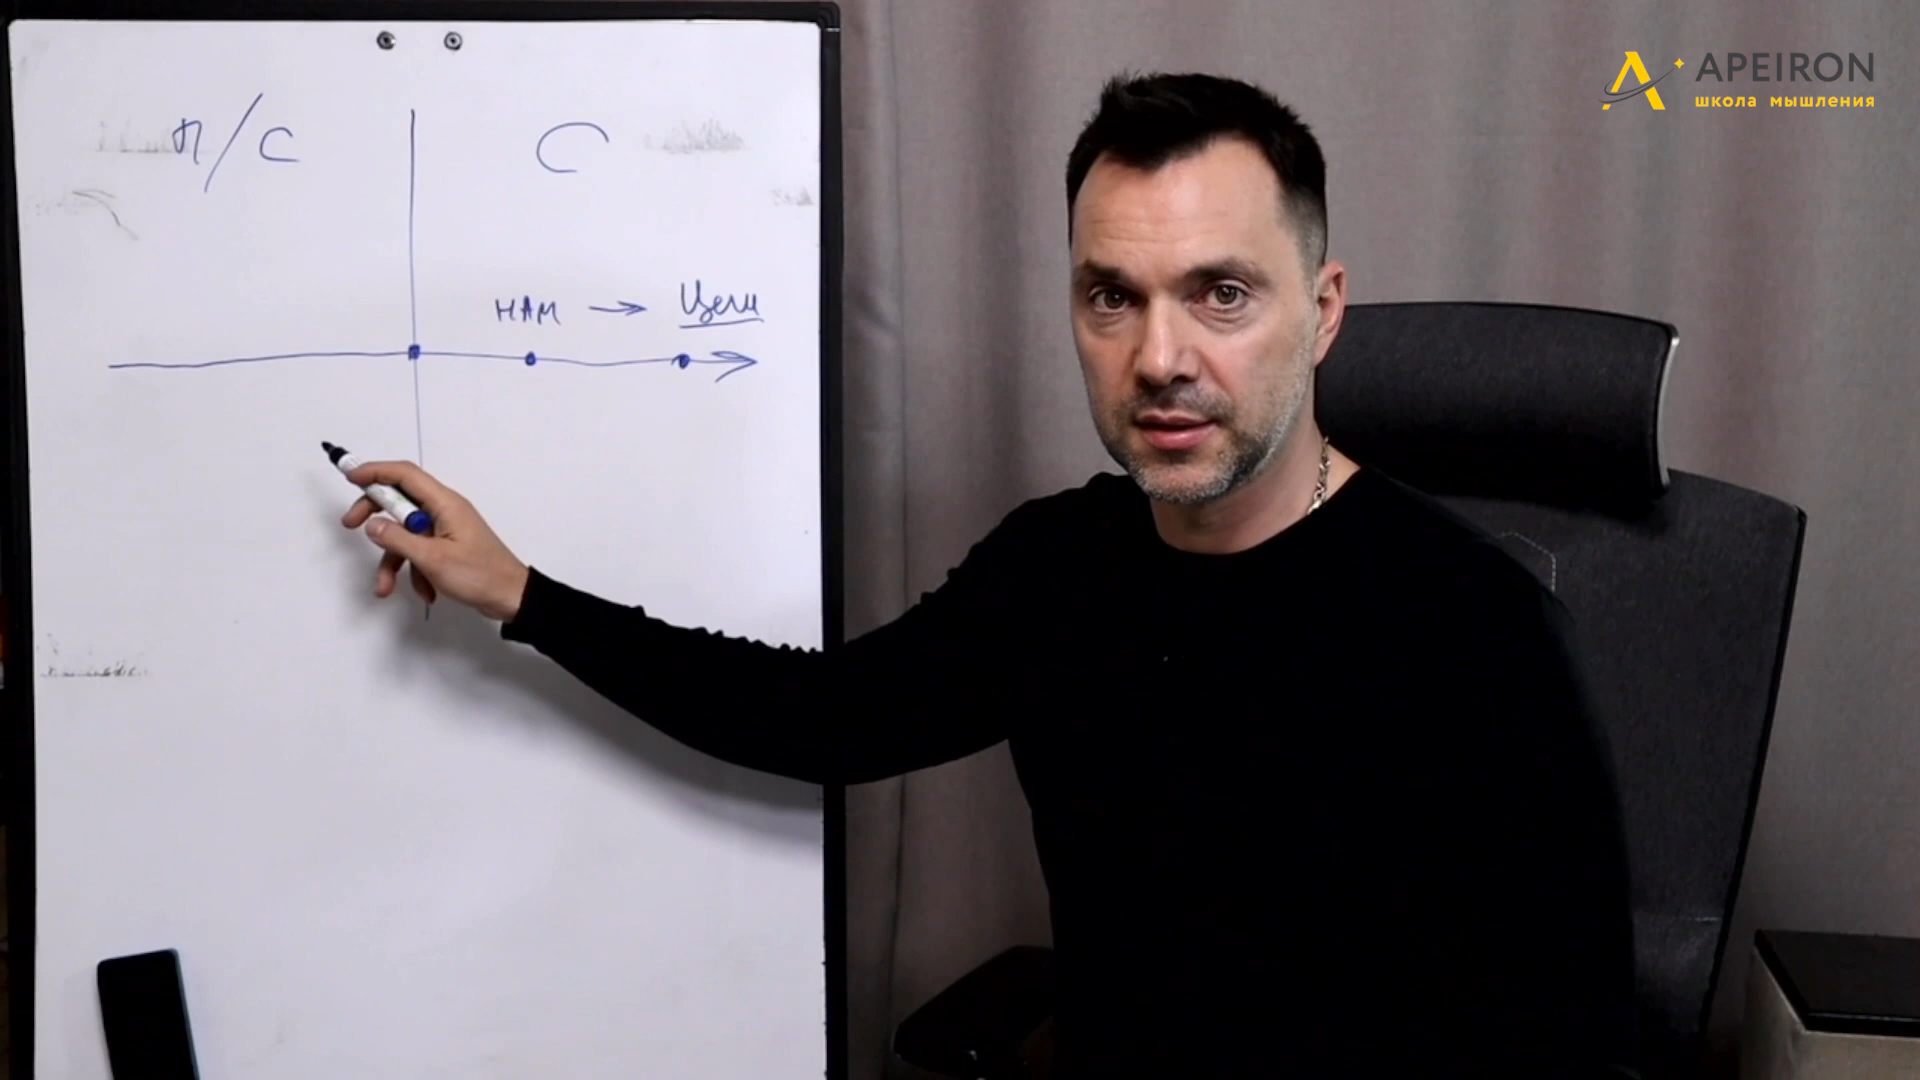 APEIRON
школа мышления
П/С С
НАМ → Цели